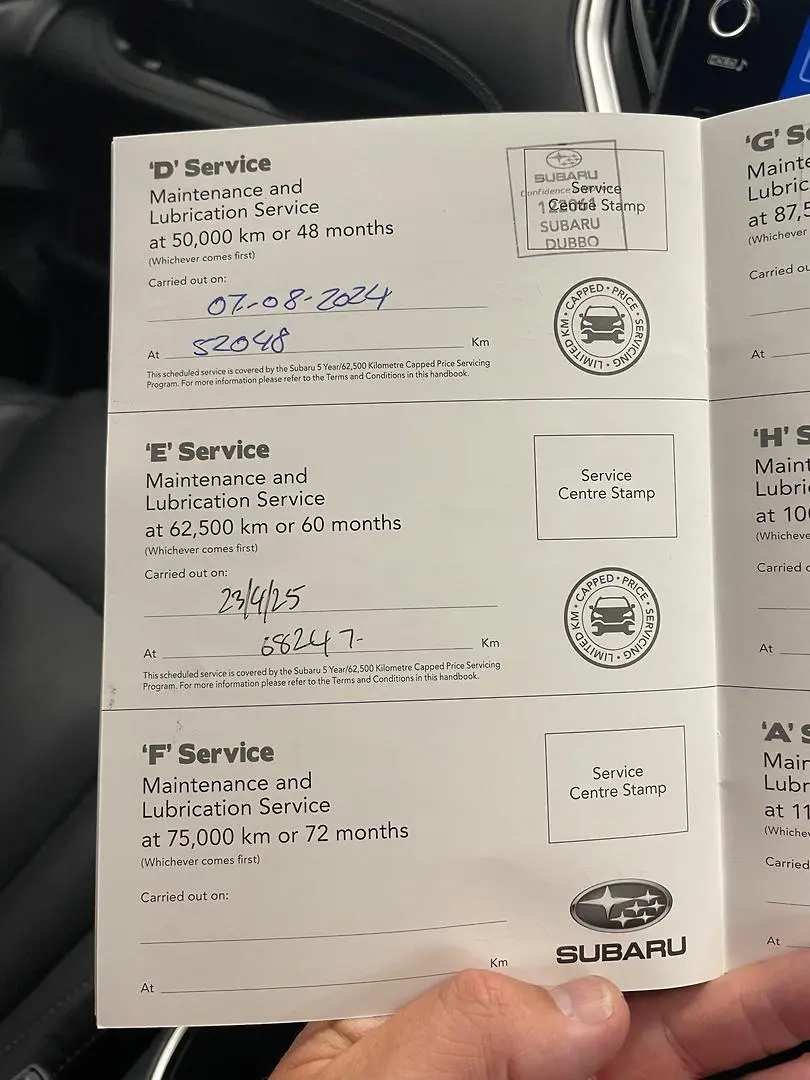 'D' Service
Maintenance and
Lubrication Service
at 50,000 km or 48 months
(Whichever comes first)
Carried out on:
07-08-2024
At 52048 Km
This scheduled service is covered by the Subaru 5 Year/62,500 Kilometre Capped Price Servicing
Program. For more information please refer to the Terms and Conditions in this handbook.
SUBARU
Confidence
SUBARU
DUBBO
Service
Centre Stamp
CAPPED • PRICE • SERVICING • LIMITED KM •
'E' Service
Maintenance and
Lubrication Service
at 62,500 km or 60 months
(Whichever comes first)
Carried out on:
23/4/25
At 68247- Km
This scheduled service is covered by the Subaru 5 Year/62,500 Kilometre Capped Price Servicing
Program. For more information please refer to the Terms and Conditions in this handbook.
Service
Centre Stamp
CAPPED • PRICE • SERVICING • LIMITED KM •
'F' Service
Maintenance and
Lubrication Service
at 75,000 km or 72 months
(Whichever comes first)
Carried out on:
At Km
Service
Centre Stamp
SUBARU
'G' S
Mainte
Lubric
at 87,5
(Whichever
Carried ou
At
'H' S
Maint
Lubri
at 10
(Whicheve
Carried o
At
'A' S
Main
Lubr
at 11
(Whiche
Carried
At